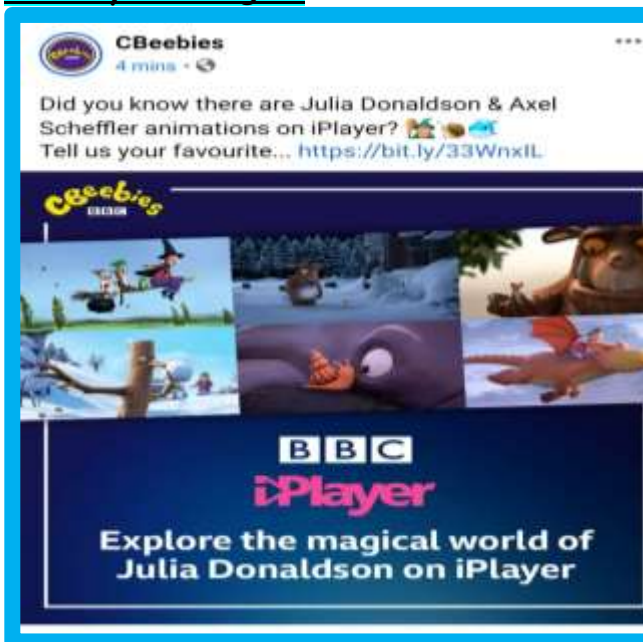 CBeebies
4 mins
Did you know there are Julia Donaldson & Axel
Scheffler animations on iPlayer?
Tell us your favourite... https://bit.ly/33WnxIL
CBeebies
BBC
BBC
iPlayer
Explore the magical world of
Julia Donaldson on iPlayer